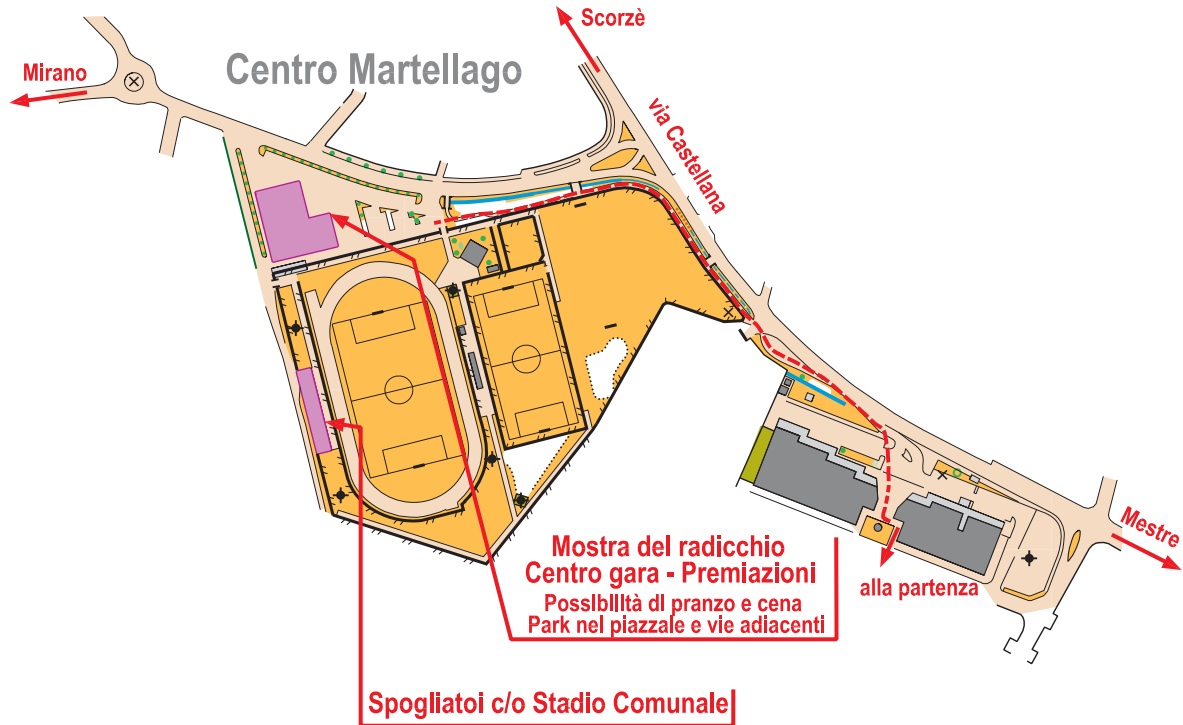 Scorzè
Mirano
Centro Martellago
via Castellana
Mestre
Mostra del radicchio
Centro gara - Premiazioni
Possibilità di pranzo e cena
Park nel piazzale e vie adiacenti
alla partenza
Spogliatoi c/o Stadio Comunale